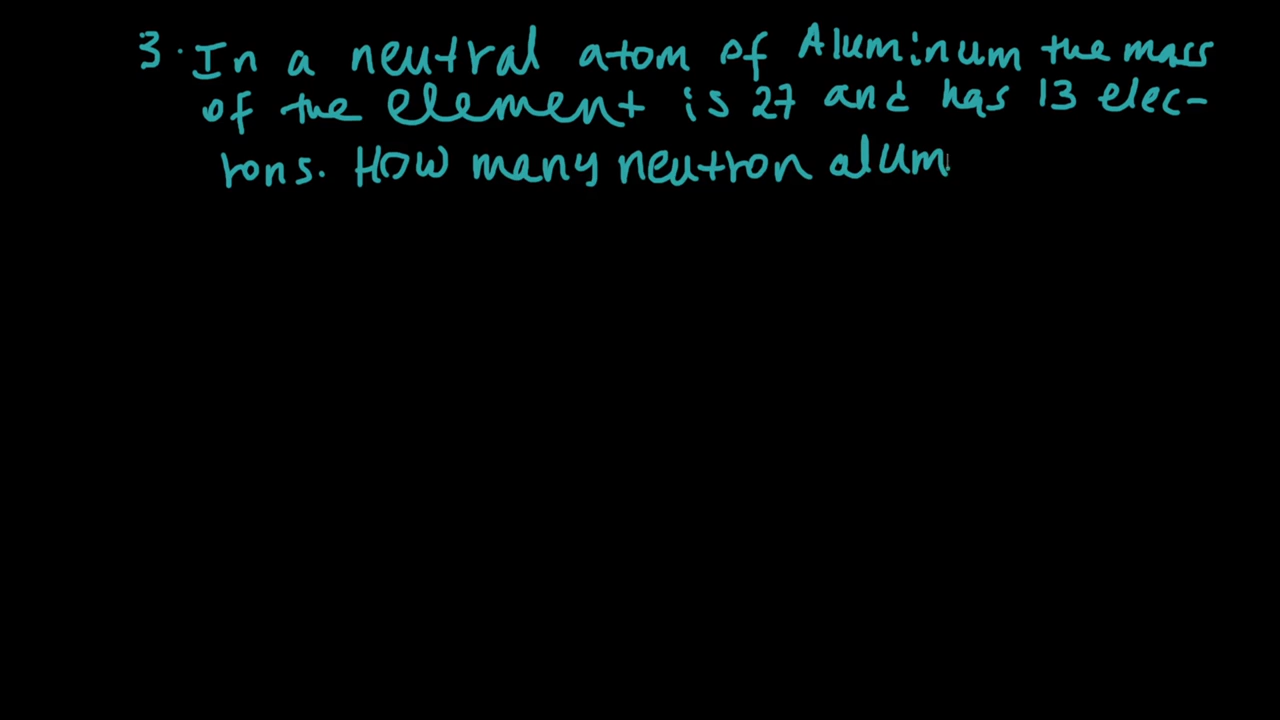 3. In a neutral atom of Aluminum the mass
of the element is 27 and has 13 elec-
rons. How many neutron alum